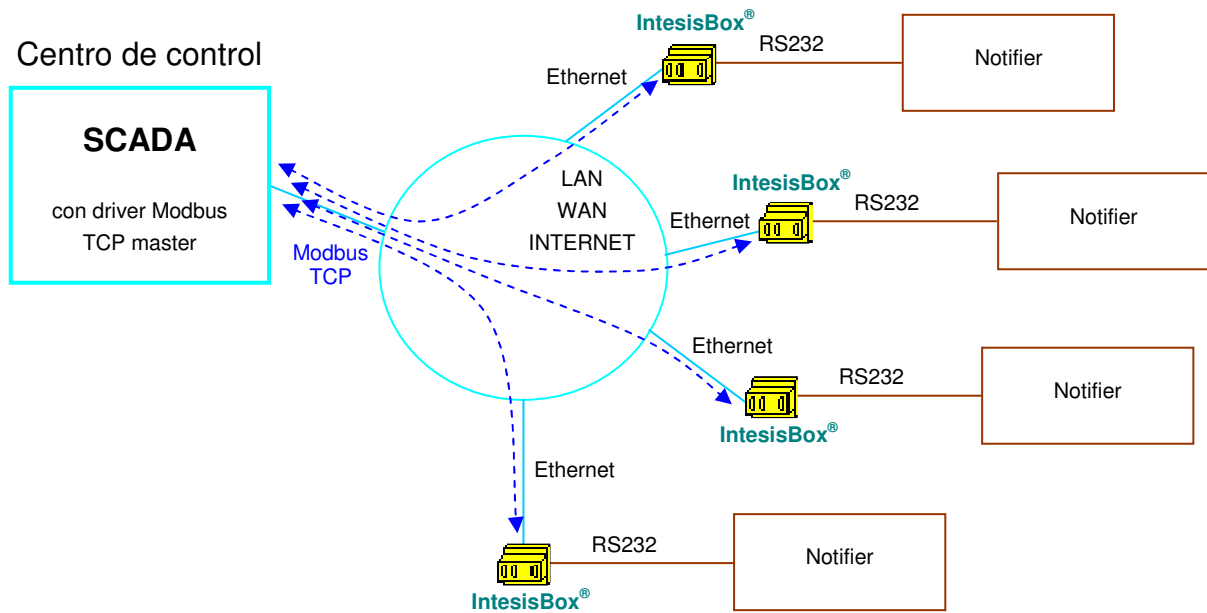 IntesisBox®
RS232
Notifier
Ethernet
Centro de control
SCADA
con driver Modbus
TCP master
LAN
WAN
INTERNET
IntesisBox®
RS232
Notifier
Ethernet
Modbus
TCP
Ethernet
RS232
Notifier
IntesisBox®
Ethernet
RS232
Notifier
IntesisBox®